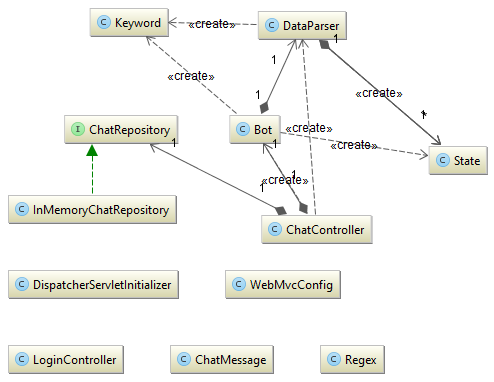 C Keyword
«create»
C DataParser
1
1
«create»
«create»
1
*
I ChatRepository
1
C Bot
1
«create»
«create»
C State
1
1
«create»
C InMemoryChatRepository
C ChatController
C DispatcherServletInitializer
C WebMvcConfig
C LoginController
C ChatMessage
C Regex